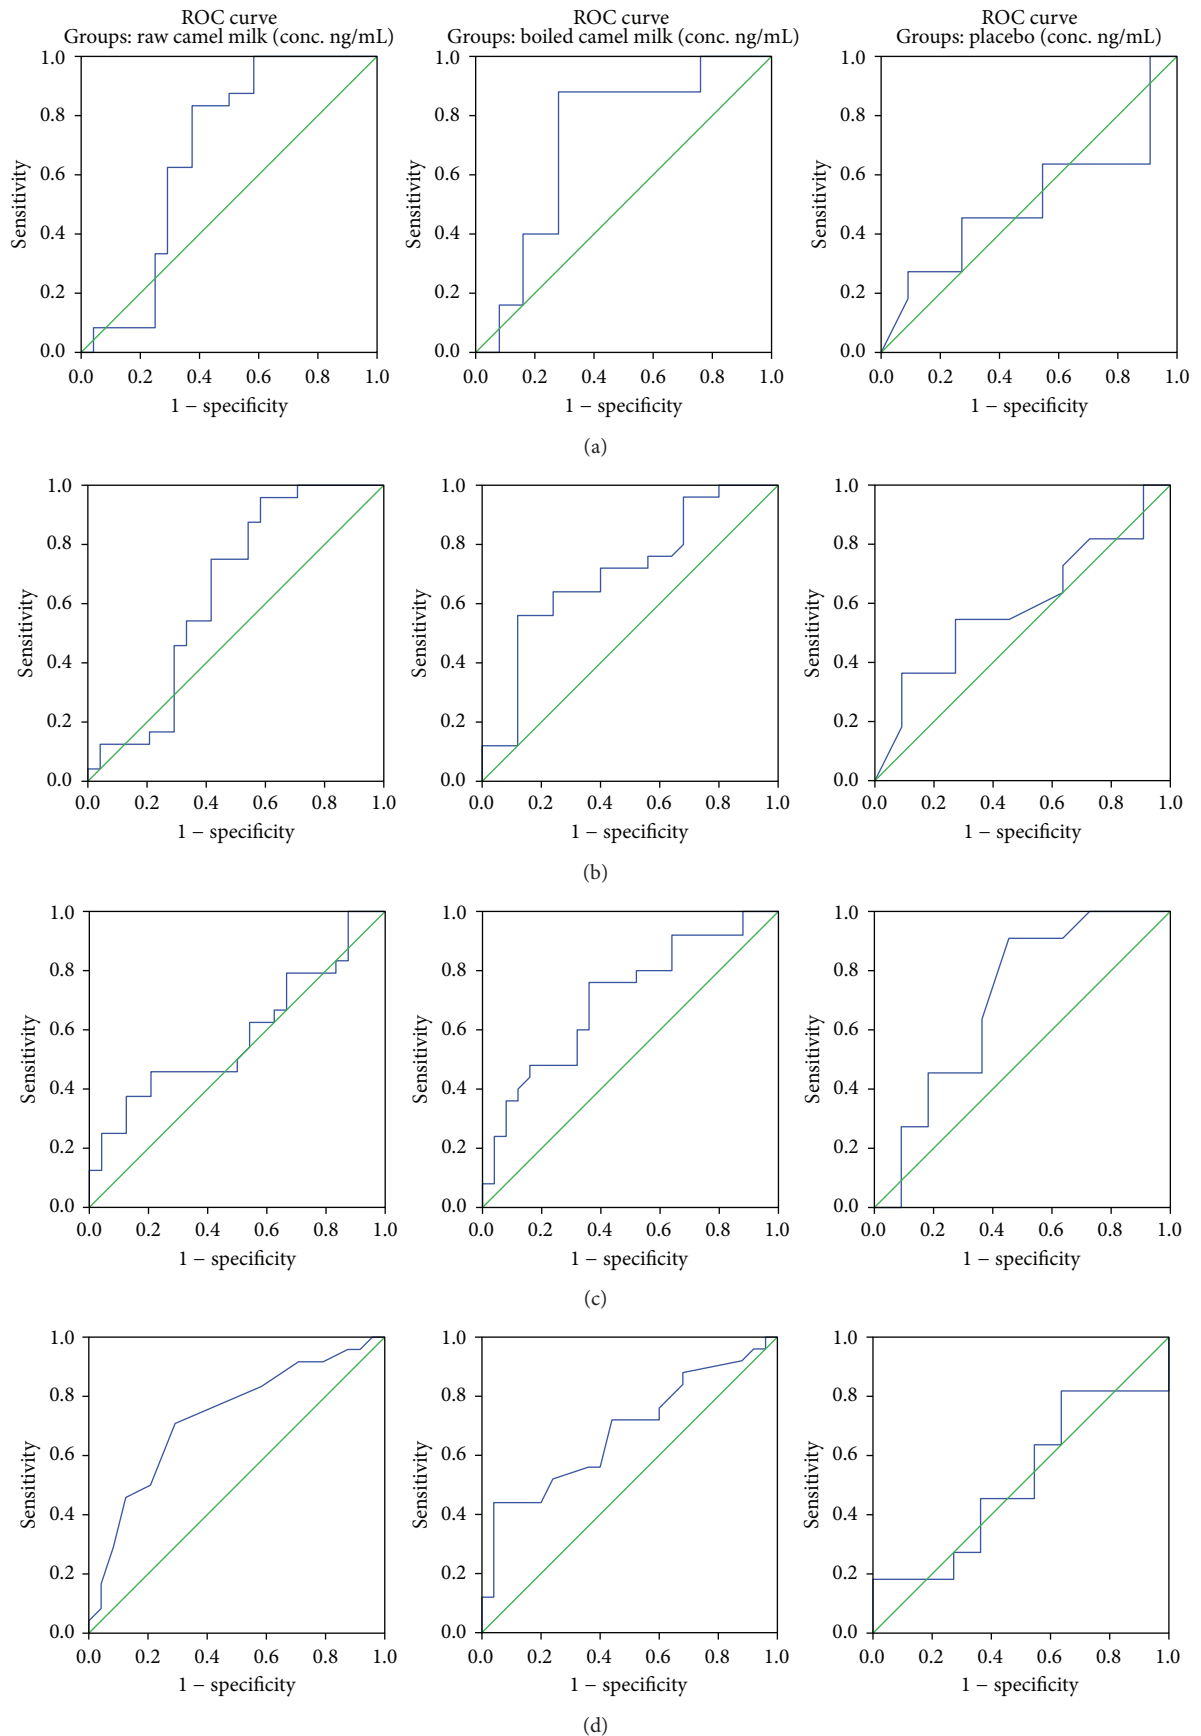 ROC curve
Groups: raw camel milk (conc. ng/mL)
1.0
0.8
0.6
0.4
0.2
0.0
Sensitivity
0.0 0.2 0.4 0.6 0.8 1.0
1 − specificity
ROC curve
Groups: boiled camel milk (conc. ng/mL)
1.0
0.8
0.6
0.4
0.2
0.0
Sensitivity
0.0 0.2 0.4 0.6 0.8 1.0
1 − specificity
ROC curve
Groups: placebo (conc. ng/mL)
1.0
0.8
0.6
0.4
0.2
0.0
Sensitivity
0.0 0.2 0.4 0.6 0.8 1.0
1 − specificity
(a)
1.0
0.8
0.6
0.4
0.2
0.0
Sensitivity
0.0 0.2 0.4 0.6 0.8 1.0
1 − specificity
1.0
0.8
0.6
0.4
0.2
0.0
Sensitivity
0.0 0.2 0.4 0.6 0.8 1.0
1 − specificity
1.0
0.8
0.6
0.4
0.2
0.0
Sensitivity
0.0 0.2 0.4 0.6 0.8 1.0
1 − specificity
(b)
1.0
0.8
0.6
0.4
0.2
0.0
Sensitivity
0.0 0.2 0.4 0.6 0.8 1.0
1 − specificity
1.0
0.8
0.6
0.4
0.2
0.0
Sensitivity
0.0 0.2 0.4 0.6 0.8 1.0
1 − specificity
1.0
0.8
0.6
0.4
0.2
0.0
Sensitivity
0.0 0.2 0.4 0.6 0.8 1.0
1 − specificity
(c)
1.0
0.8
0.6
0.4
0.2
0.0
Sensitivity
0.0 0.2 0.4 0.6 0.8 1.0
1 − specificity
1.0
0.8
0.6
0.4
0.2
0.0
Sensitivity
0.0 0.2 0.4 0.6 0.8 1.0
1 − specificity
1.0
0.8
0.6
0.4
0.2
0.0
Sensitivity
0.0 0.2 0.4 0.6 0.8 1.0
1 − specificity
(d)